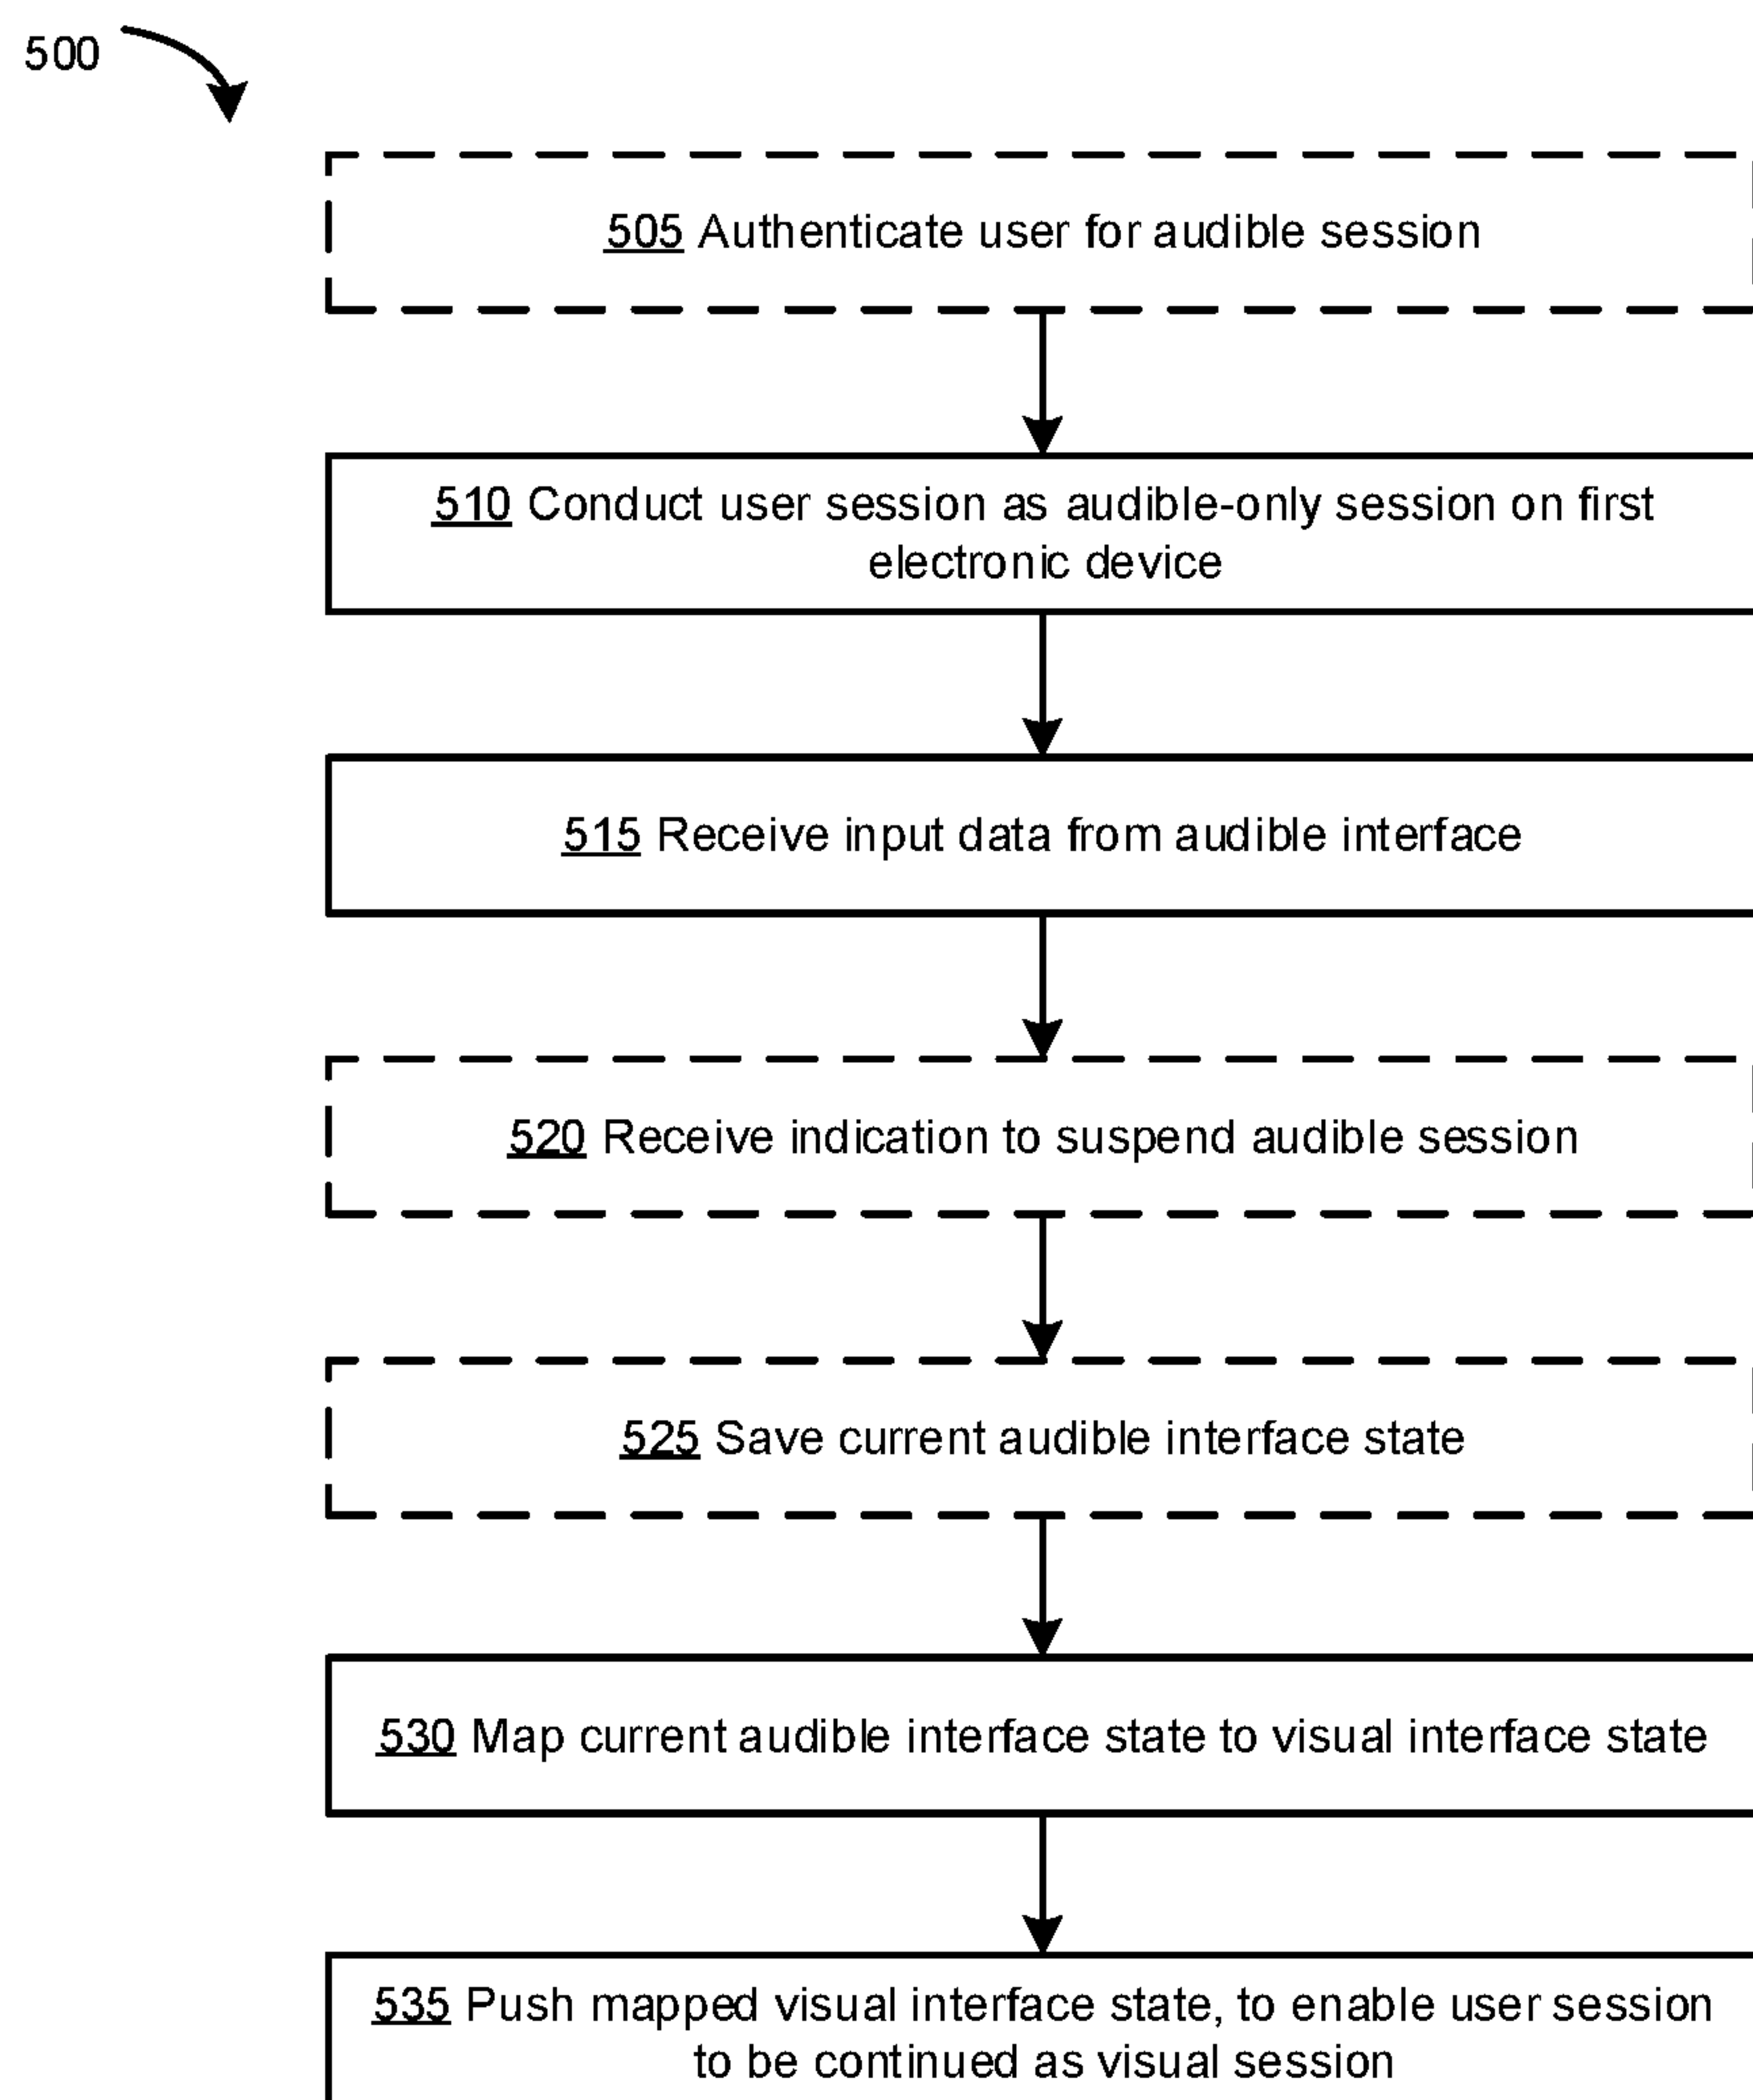 500
505 Authenticate user for audible session
510 Conduct user session as audible-only session on first
electronic device
515 Receive input data from audible interface
520 Receive indication to suspend audible session
525 Save current audible interface state
530 Map current audible interface state to visual interface state
535 Push mapped visual interface state, to enable user session
to be continued as visual session